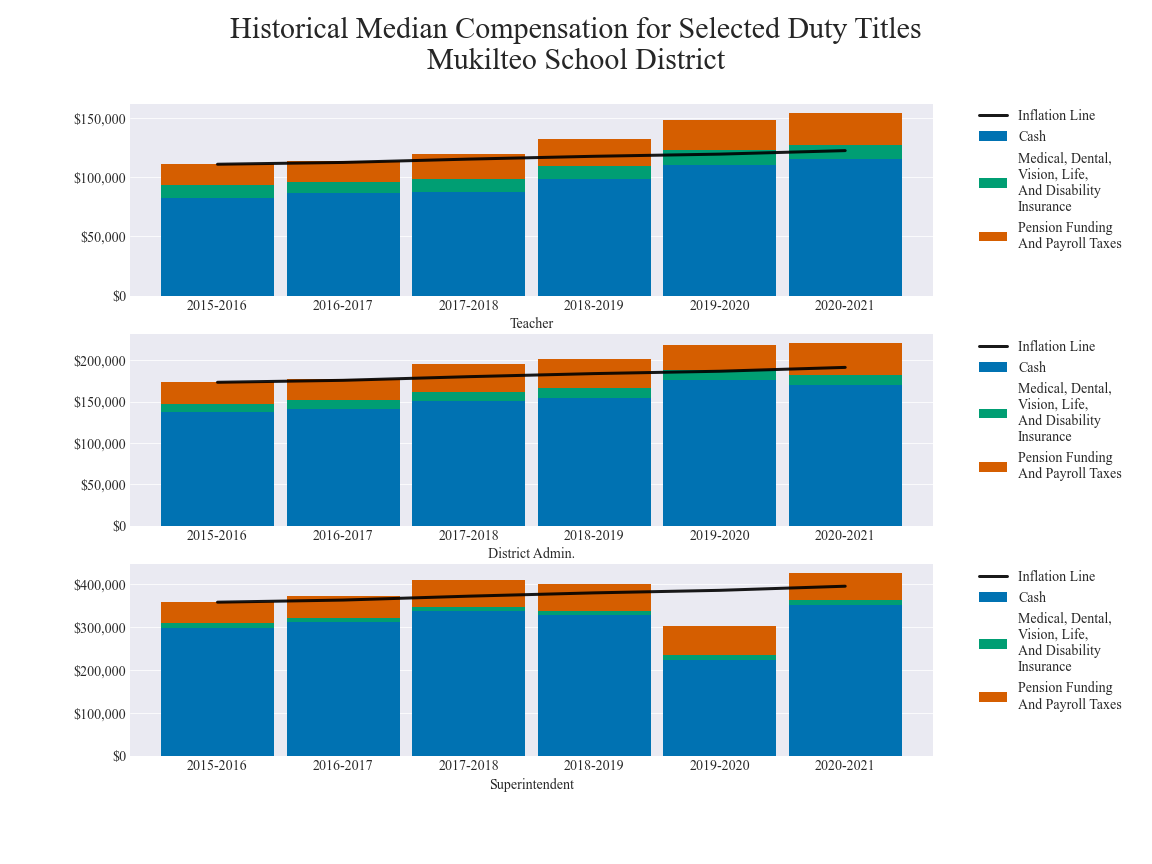 Historical Median Compensation for Selected Duty Titles
Mukilteo School District
$150,000
$100,000
$50,000
$0
2015-2016 2016-2017 2017-2018 2018-2019 2019-2020 2020-2021
Teacher
Inflation Line
Cash
Medical, Dental,
Vision, Life,
And Disability
Insurance
Pension Funding
And Payroll Taxes
$200,000
$150,000
$100,000
$50,000
$0
2015-2016 2016-2017 2017-2018 2018-2019 2019-2020 2020-2021
District Admin.
Inflation Line
Cash
Medical, Dental,
Vision, Life,
And Disability
Insurance
Pension Funding
And Payroll Taxes
$400,000
$300,000
$200,000
$100,000
$0
2015-2016 2016-2017 2017-2018 2018-2019 2019-2020 2020-2021
Superintendent
Inflation Line
Cash
Medical, Dental,
Vision, Life,
And Disability
Insurance
Pension Funding
And Payroll Taxes